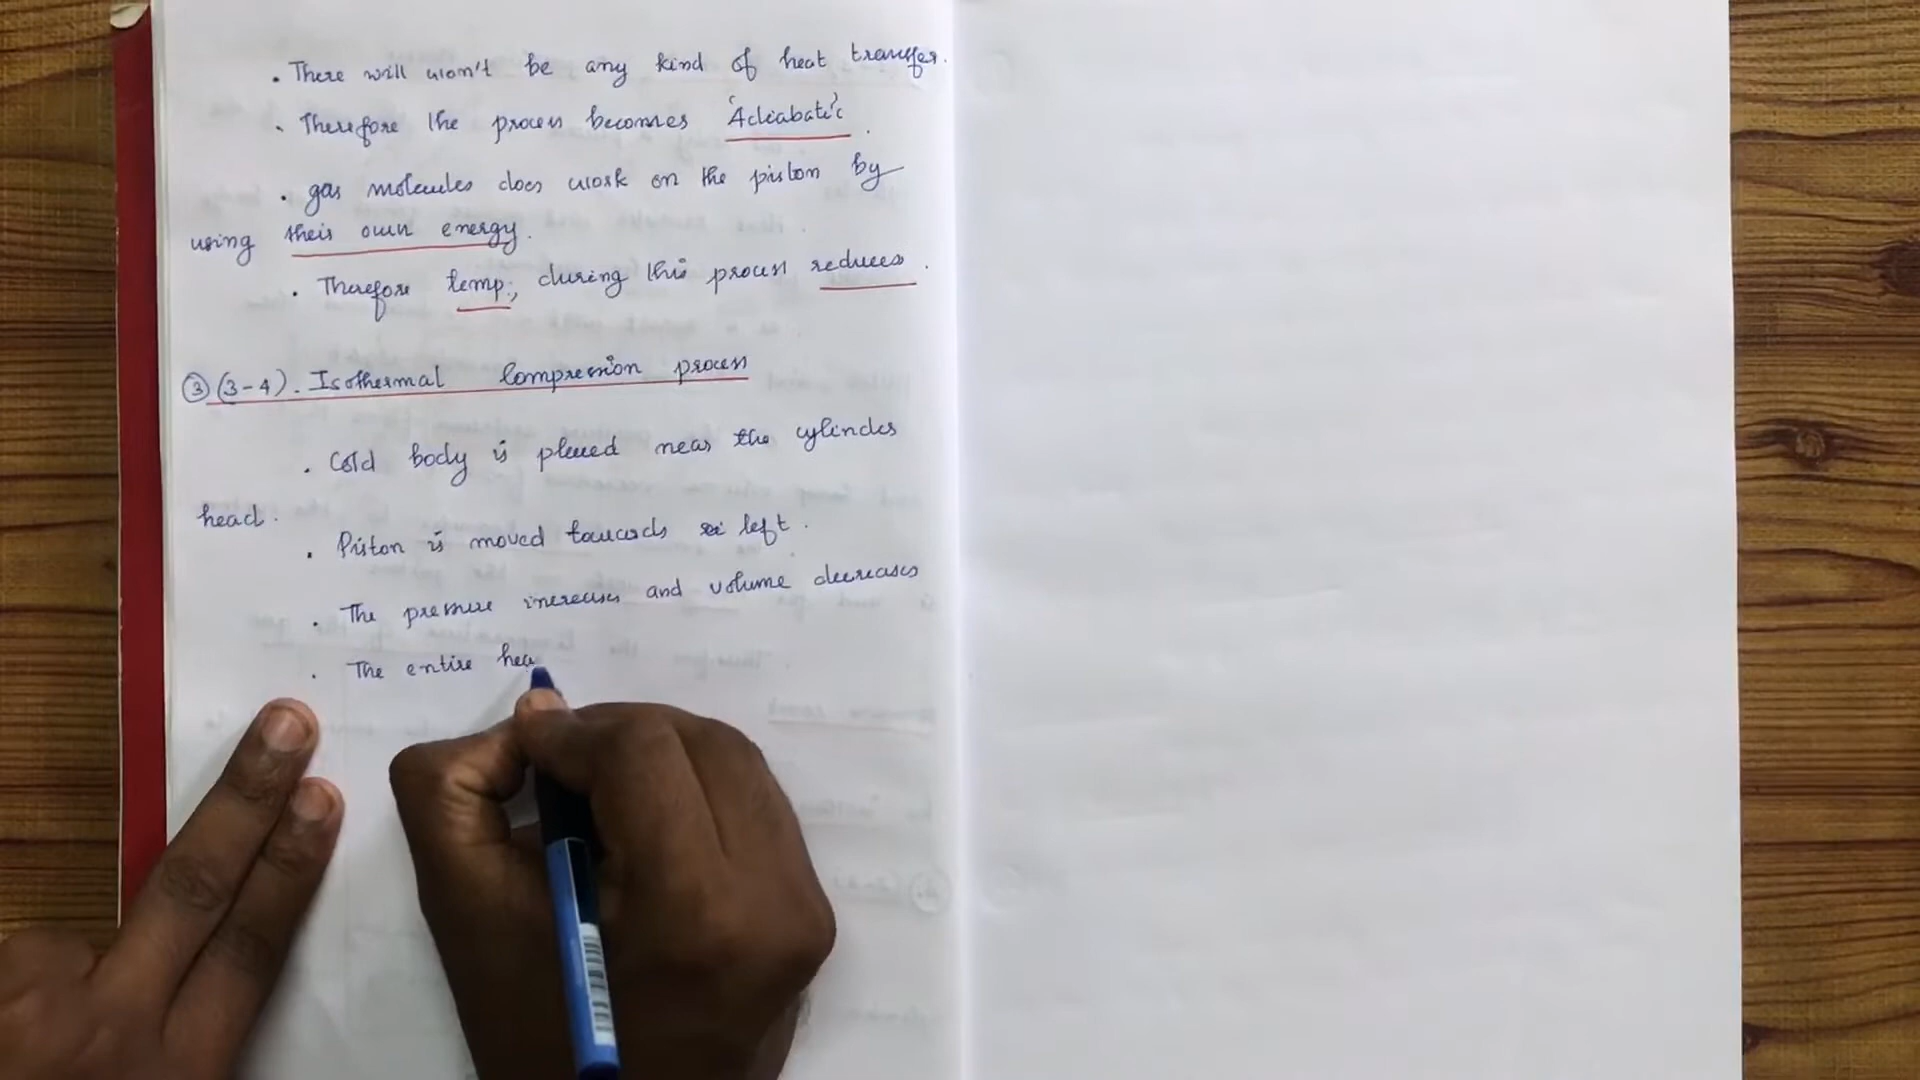 . There will won't be any kind of heat transfer.
. Therefore the process becomes 'Adiabatic'.
. gas molecules does work on the piston by
using their own energy.
. Therefore temp:, during this process reduces.
③ (3-4). Isothermal Compression process
. Cold body is placed near the cylinder
head.
. Piston is moved towards left.
. The pressure increases and volume decreases
. The entire hea